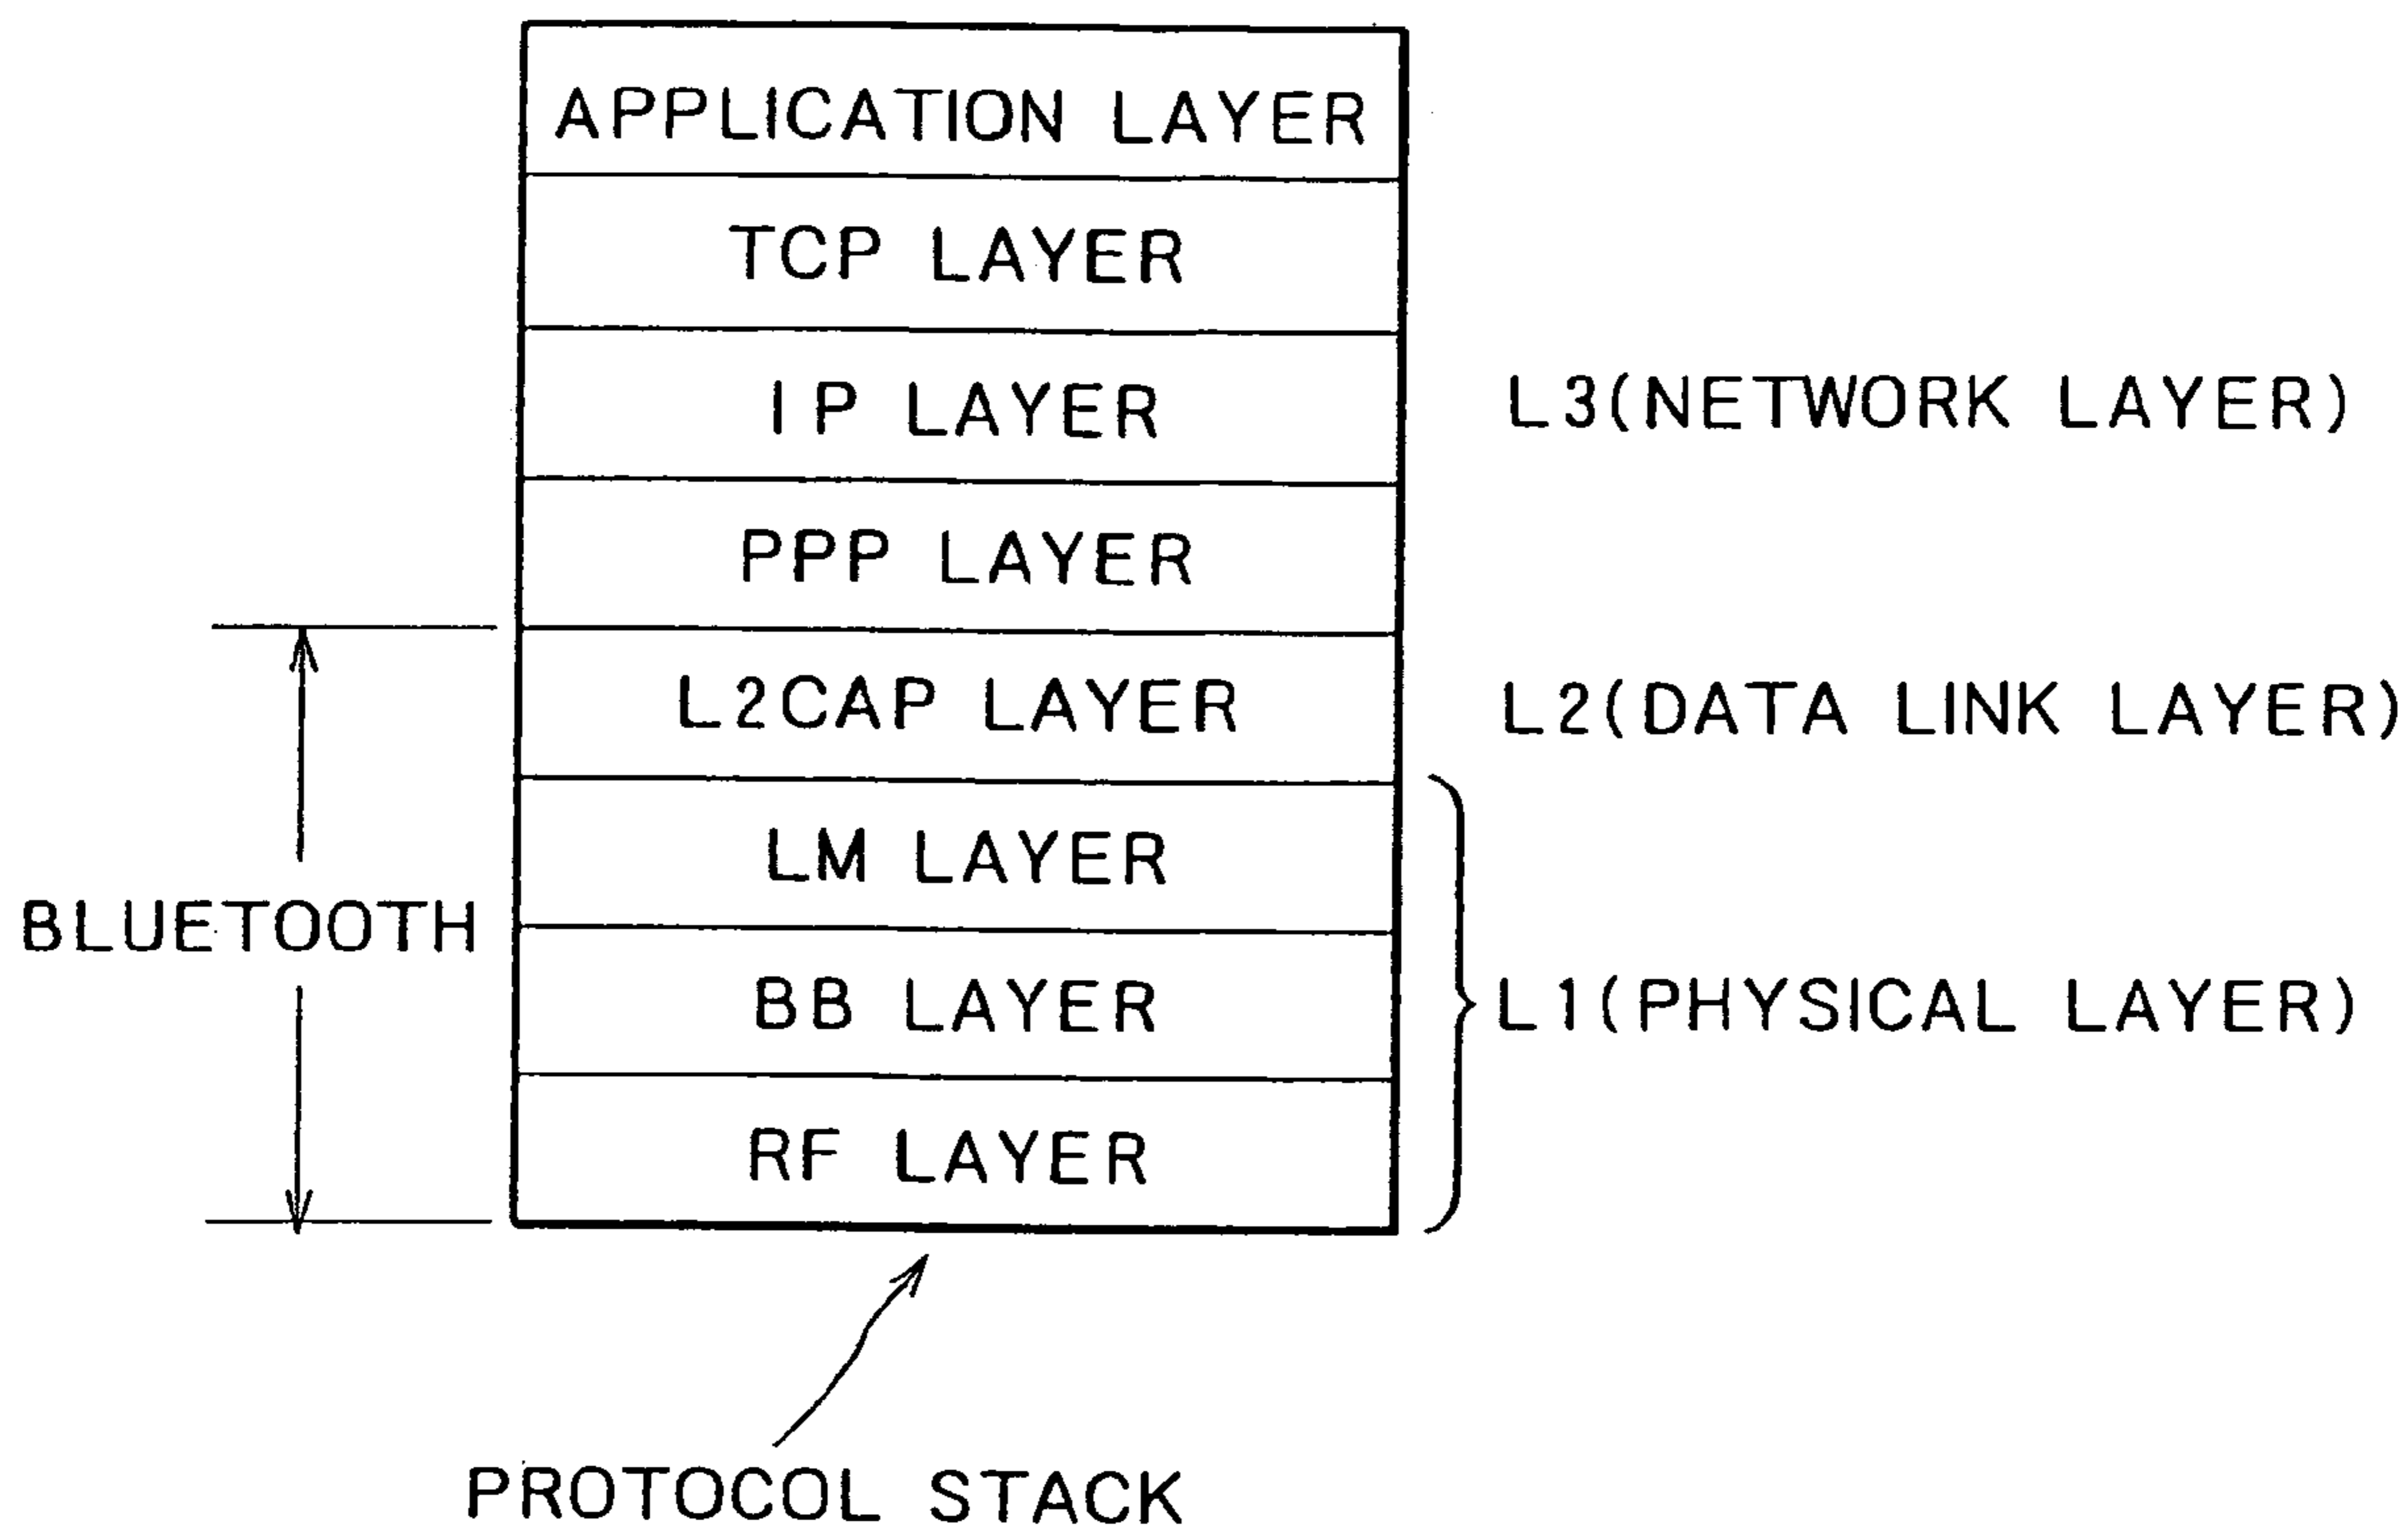 APPLICATION LAYER
TCP LAYER
IP LAYER
L3(NETWORK LAYER)
PPP LAYER
L2CAP LAYER
L2(DATA LINK LAYER)
LM LAYER
BLUETOOTH
BB LAYER
L1(PHYSICAL LAYER)
RF LAYER
PROTOCOL STACK